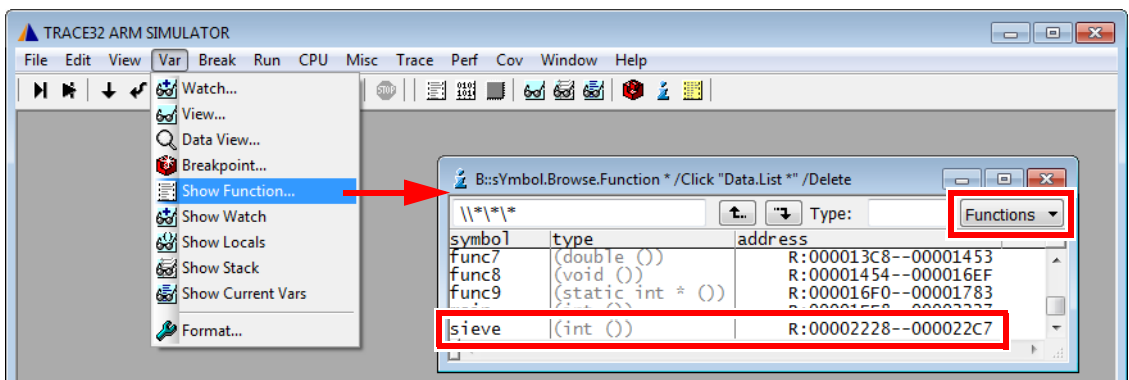 TRACE32 ARM SIMULATOR
File Edit View Var Break Run CPU Misc Trace Perf Cov Window Help
STOP
Watch...
View...
Data View...
Breakpoint...
Show Function...
Show Watch
Show Locals
Show Stack
Show Current Vars
Format...
B::sYmbol.Browse.Function * /Click "Data.List *" /Delete
\\*\*\* t.. Type: Functions
symbol type address
func7 (double ()) R:000013C8--00001453
func8 (void ()) R:00001454--000016EF
func9 (static int * ()) R:000016F0--00001783
sieve (int ()) R:00002228--000022C7